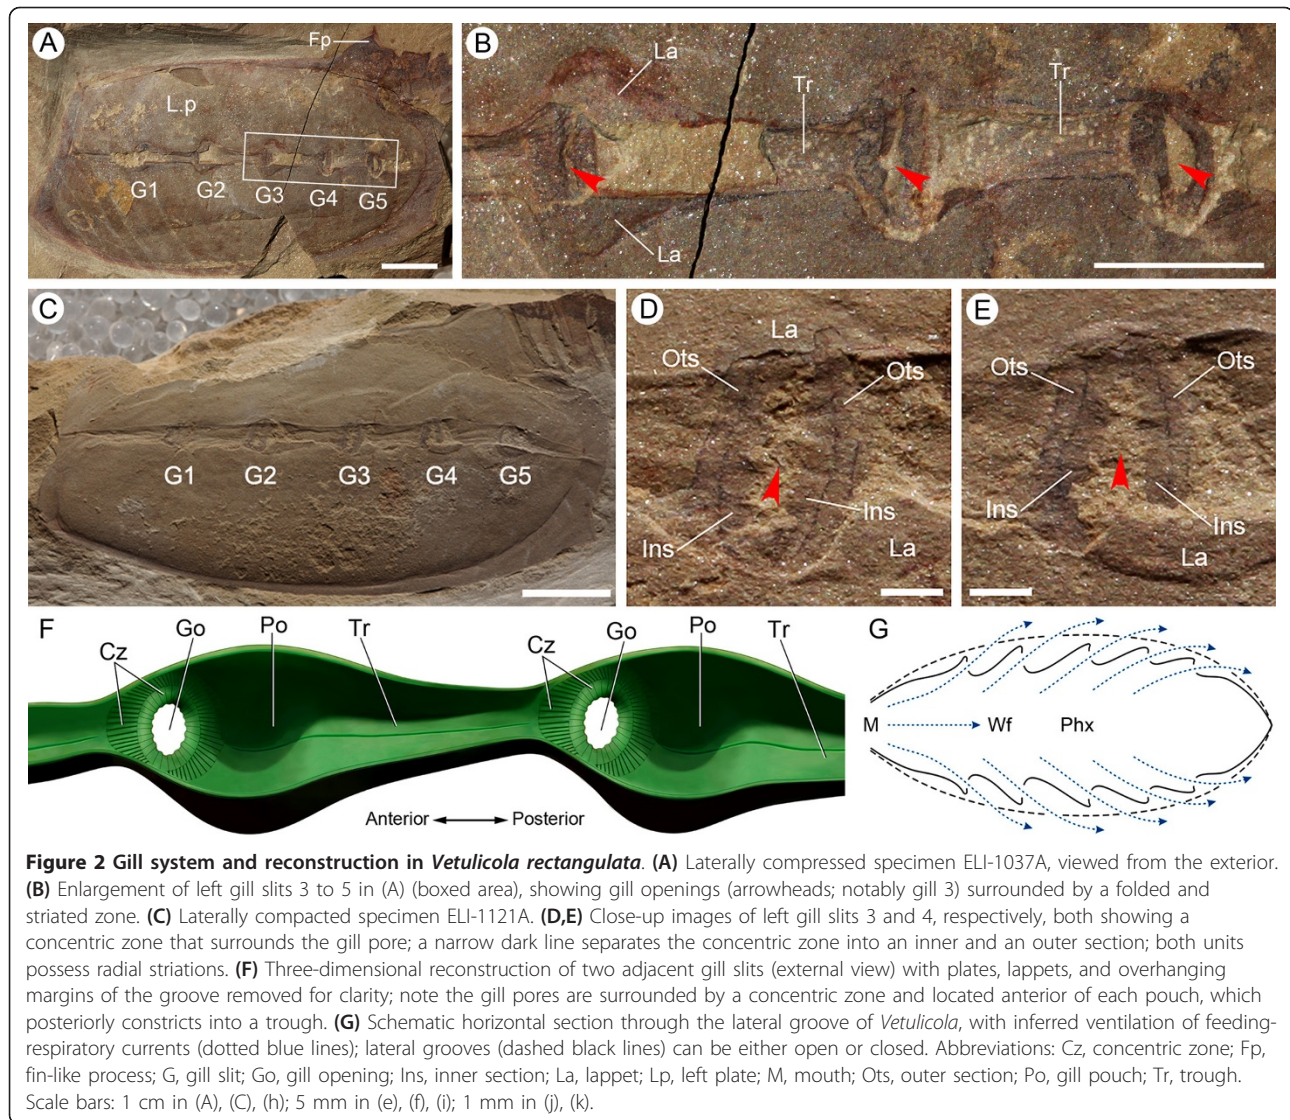 A
Fp
L.p
G1
G2
G3
G4
G5
B
La
Tr
Tr
La
C
G1
G2
G3
G4
G5
D
La
Ots
Ots
Ins
Ins
La
E
Ots
Ots
Ins
Ins
La
F
Cz
Go
Po
Tr
Cz
Go
Po
Tr
Anterior
Posterior
G
M
Wf
Phx
Figure 2 Gill system and reconstruction in Vetulicola rectangulata. (A) Laterally compressed specimen ELI-1037A, viewed from the exterior.
(B) Enlargement of left gill slits 3 to 5 in (A) (boxed area), showing gill openings (arrowheads; notably gill 3) surrounded by a folded and
striated zone. (C) Laterally compacted specimen ELI-1121A. (D,E) Close-up images of left gill slits 3 and 4, respectively, both showing a
concentric zone that surrounds the gill pore; a narrow dark line separates the concentric zone into an inner and an outer section; both units
possess radial striations. (F) Three-dimensional reconstruction of two adjacent gill slits (external view) with plates, lappets, and overhanging
margins of the groove removed for clarity; note the gill pores are surrounded by a concentric zone and located anterior of each pouch, which
posteriorly constricts into a trough. (G) Schematic horizontal section through the lateral groove of Vetulicola, with inferred ventilation of feeding-
respiratory currents (dotted blue lines); lateral grooves (dashed black lines) can be either open or closed. Abbreviations: Cz, concentric zone; Fp,
fin-like process; G, gill slit; Go, gill opening; Ins, inner section; La, lappet; Lp, left plate; M, mouth; Ots, outer section; Po, gill pouch; Tr, trough.
Scale bars: 1 cm in (A), (C), (h); 5 mm in (e), (f), (i); 1 mm in (j), (k).